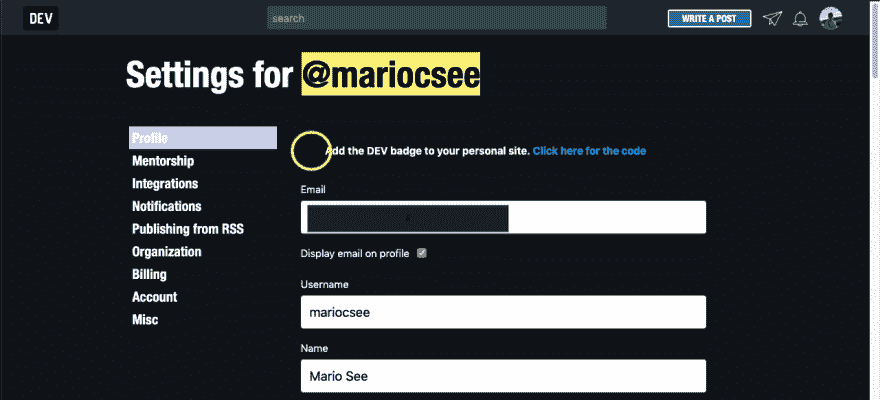 DEV
search
WRITE A POST
Settings for @mariocsee
Profile
Mentorship
Integrations
Notifications
Publishing from RSS
Organization
Billing
Account
Misc
Add the DEV badge to your personal site. Click here for the code
Email
Display email on profile
Username
mariocsee
Name
Mario See